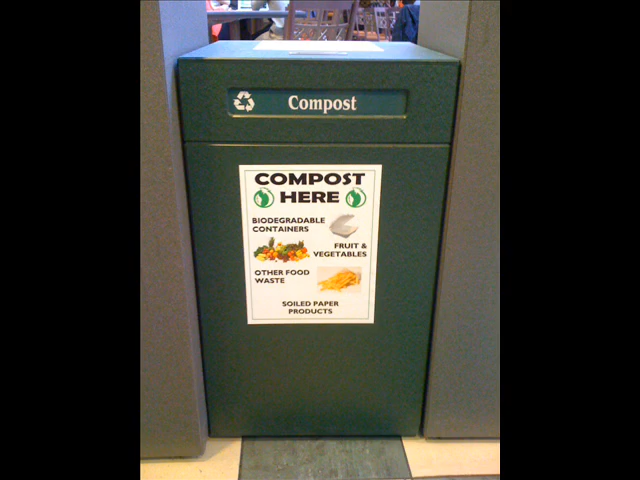 Compost
COMPOST
HERE
BIODEGRADABLE
CONTAINERS
FRUIT &
VEGETABLES
OTHER FOOD
WASTE
SOILED PAPER
PRODUCTS